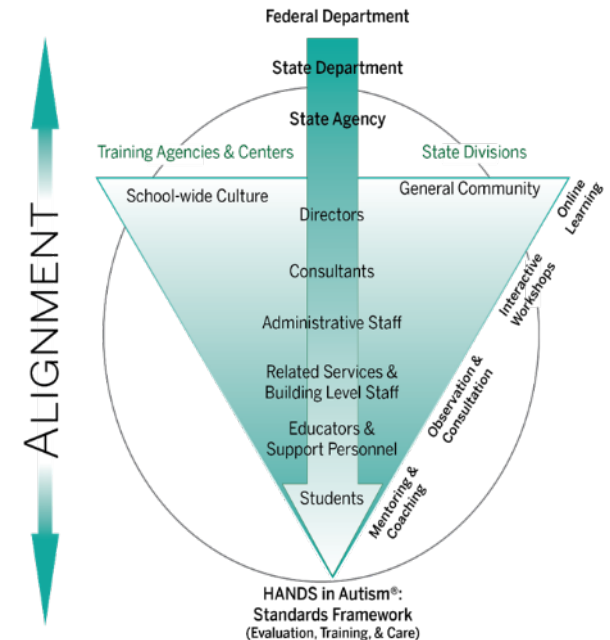 Federal Department
State Department
State Agency
Training Agencies & Centers
State Divisions
School-wide Culture
General Community
Directors
Consultants
Administrative Staff
Related Services &
Building Level Staff
Educators &
Support Personnel
Students
Online
Learning
Interactive
Workshops
Observation &
Consultation
Mentoring &
Coaching
ALIGNMENT
HANDS in Autism®:
Standards Framework
(Evaluation, Training, & Care)